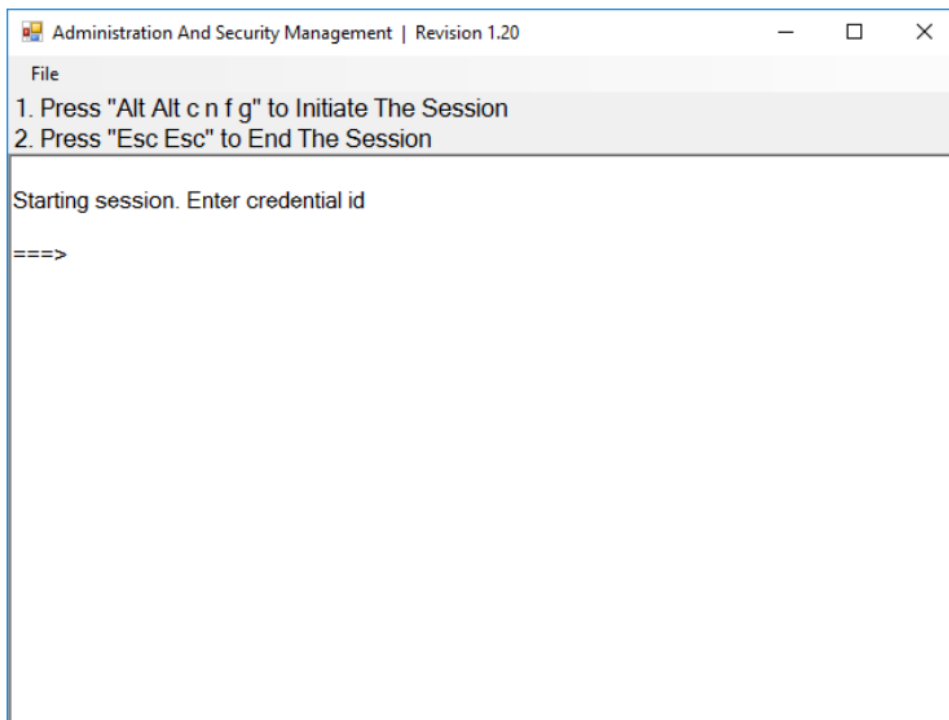 Administration And Security Management | Revision 1.20
File
1. Press "Alt Alt c n f g" to Initiate The Session
2. Press "Esc Esc" to End The Session
Starting session. Enter credential id
===>